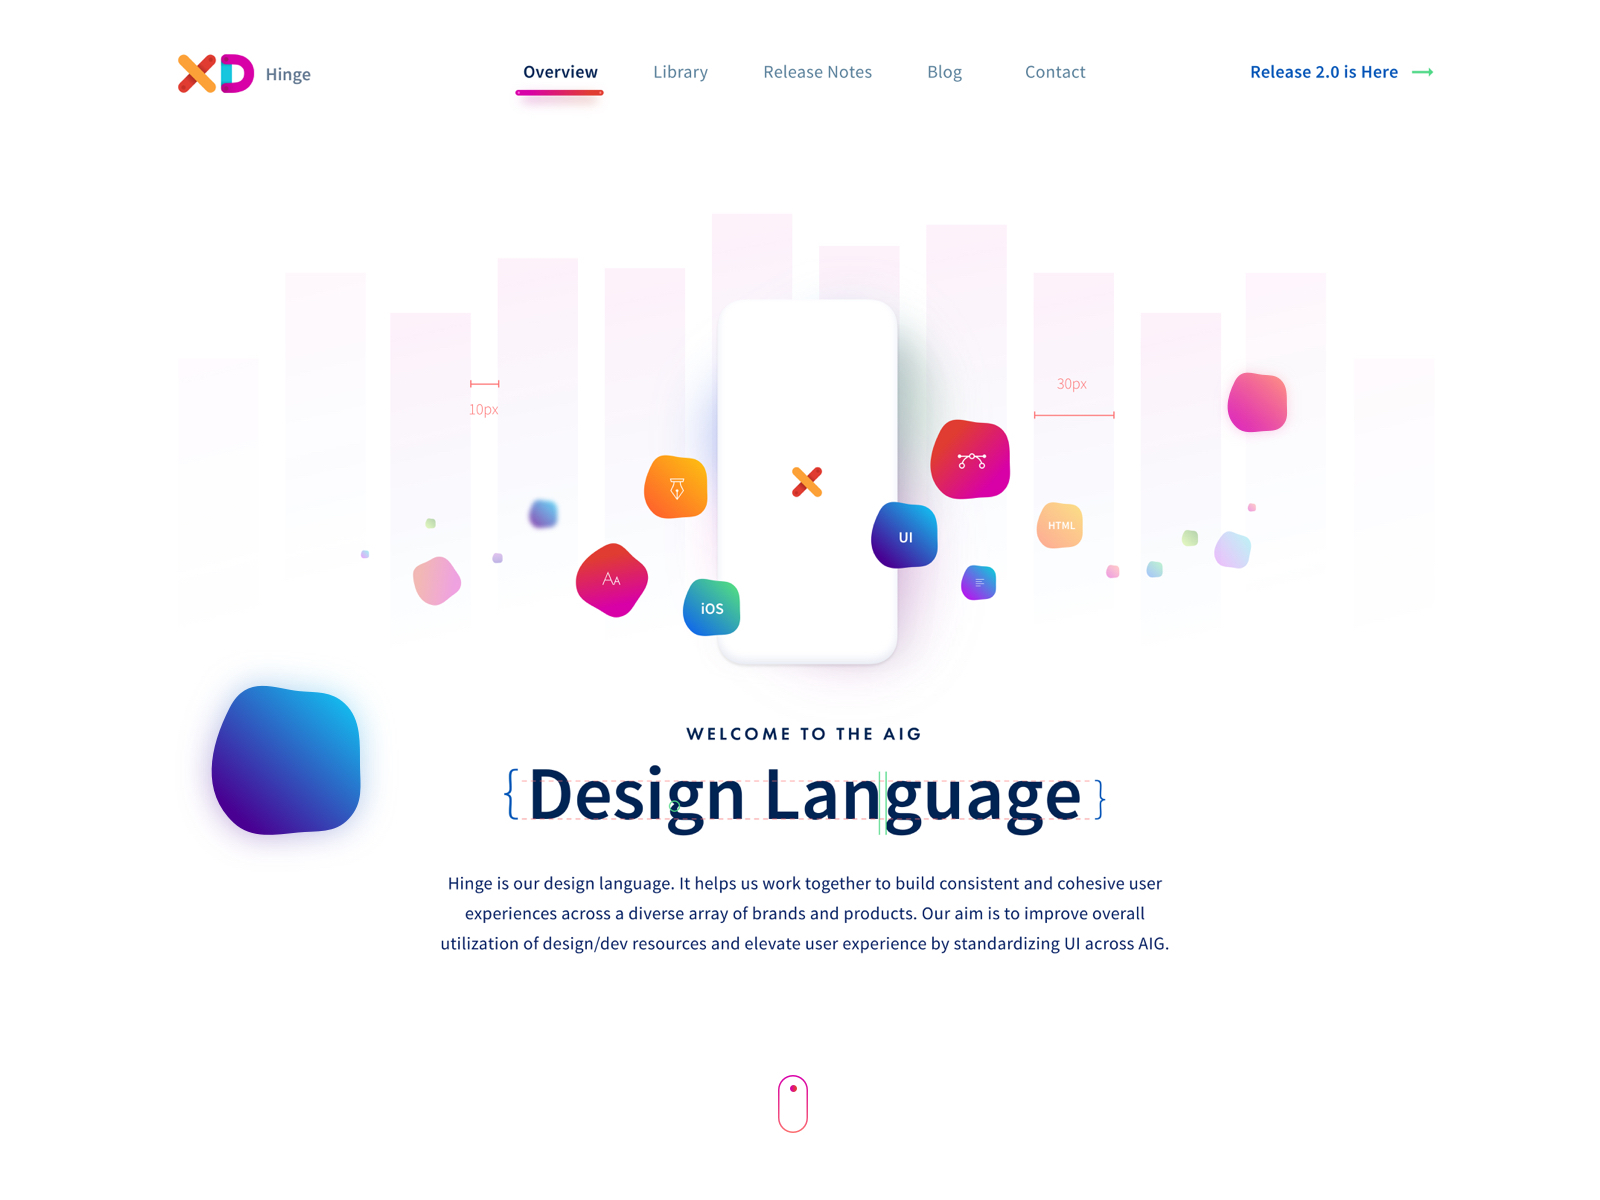 XD Hinge
Overview
Library
Release Notes
Blog
Contact
Release 2.0 is Here
10px
30px
HTML
UI
AA
iOS
WELCOME TO THE AIG
{Design Language}
Hinge is our design language. It helps us work together to build consistent and cohesive user
experiences across a diverse array of brands and products. Our aim is to improve overall
utilization of design/dev resources and elevate user experience by standardizing UI across AIG.